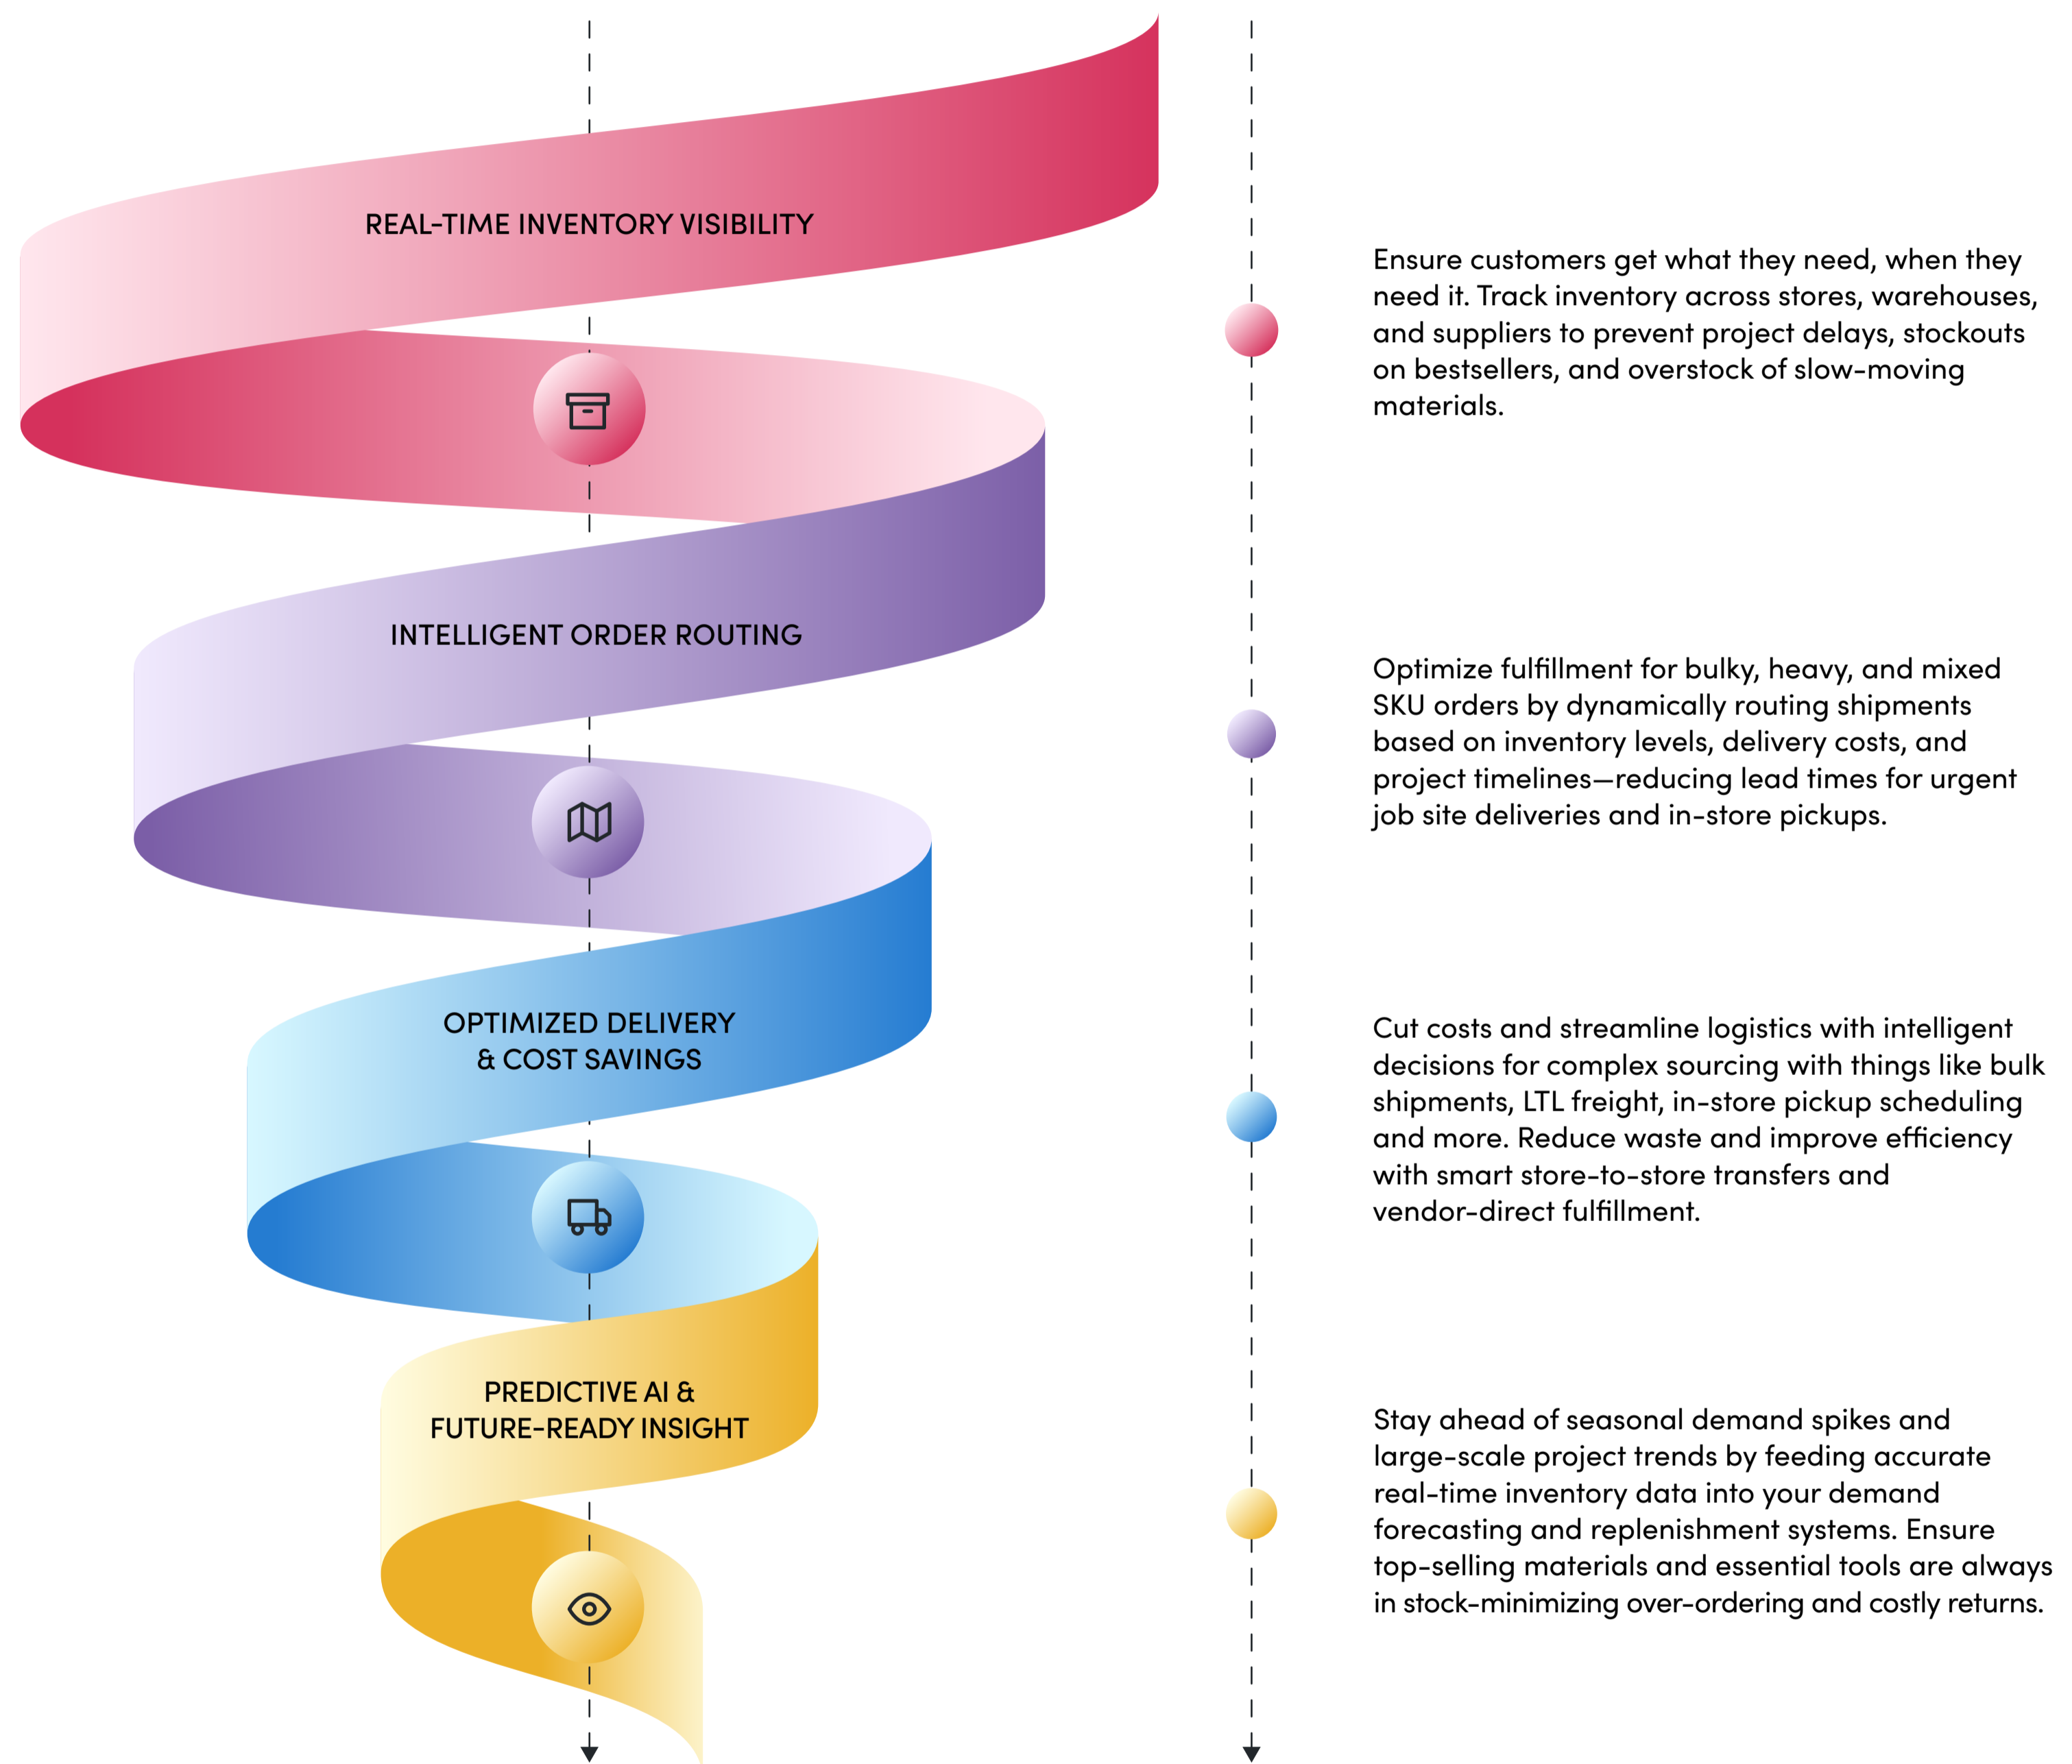 REAL-TIME INVENTORY VISIBILITY
Ensure customers get what they need, when they
need it. Track inventory across stores, warehouses,
and suppliers to prevent project delays, stockouts
on bestsellers, and overstock of slow-moving
materials.
INTELLIGENT ORDER ROUTING
Optimize fulfillment for bulky, heavy, and mixed
SKU orders by dynamically routing shipments
based on inventory levels, delivery costs, and
project timelines—reducing lead times for urgent
job site deliveries and in-store pickups.
OPTIMIZED DELIVERY
& COST SAVINGS
Cut costs and streamline logistics with intelligent
decisions for complex sourcing with things like bulk
shipments, LTL freight, in-store pickup scheduling
and more. Reduce waste and improve efficiency
with smart store-to-store transfers and
vendor-direct fulfillment.
PREDICTIVE AI &
FUTURE-READY INSIGHT
Stay ahead of seasonal demand spikes and
large-scale project trends by feeding accurate
real-time inventory data into your demand
forecasting and replenishment systems. Ensure
top-selling materials and essential tools are always
in stock-minimizing over-ordering and costly returns.